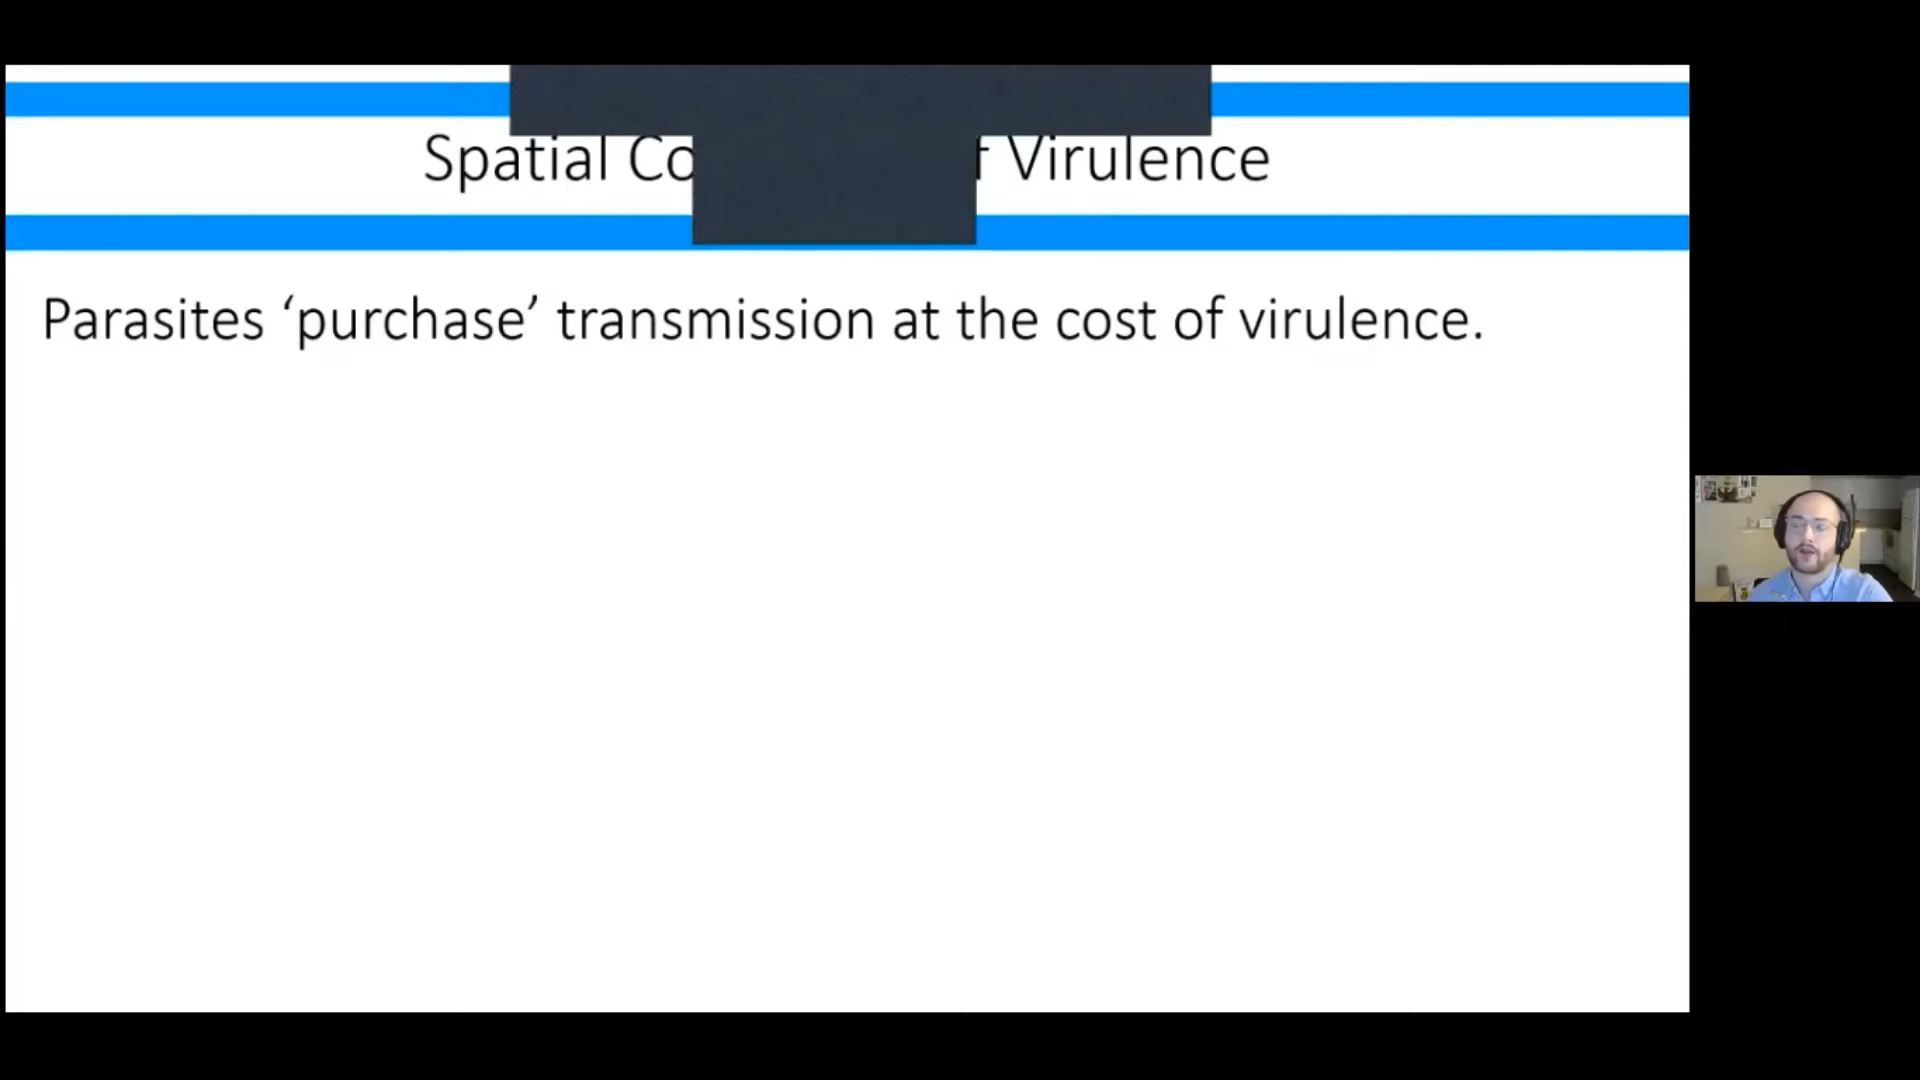 Spatial Co f Virulence
Parasites ‘purchase’ transmission at the cost of virulence.